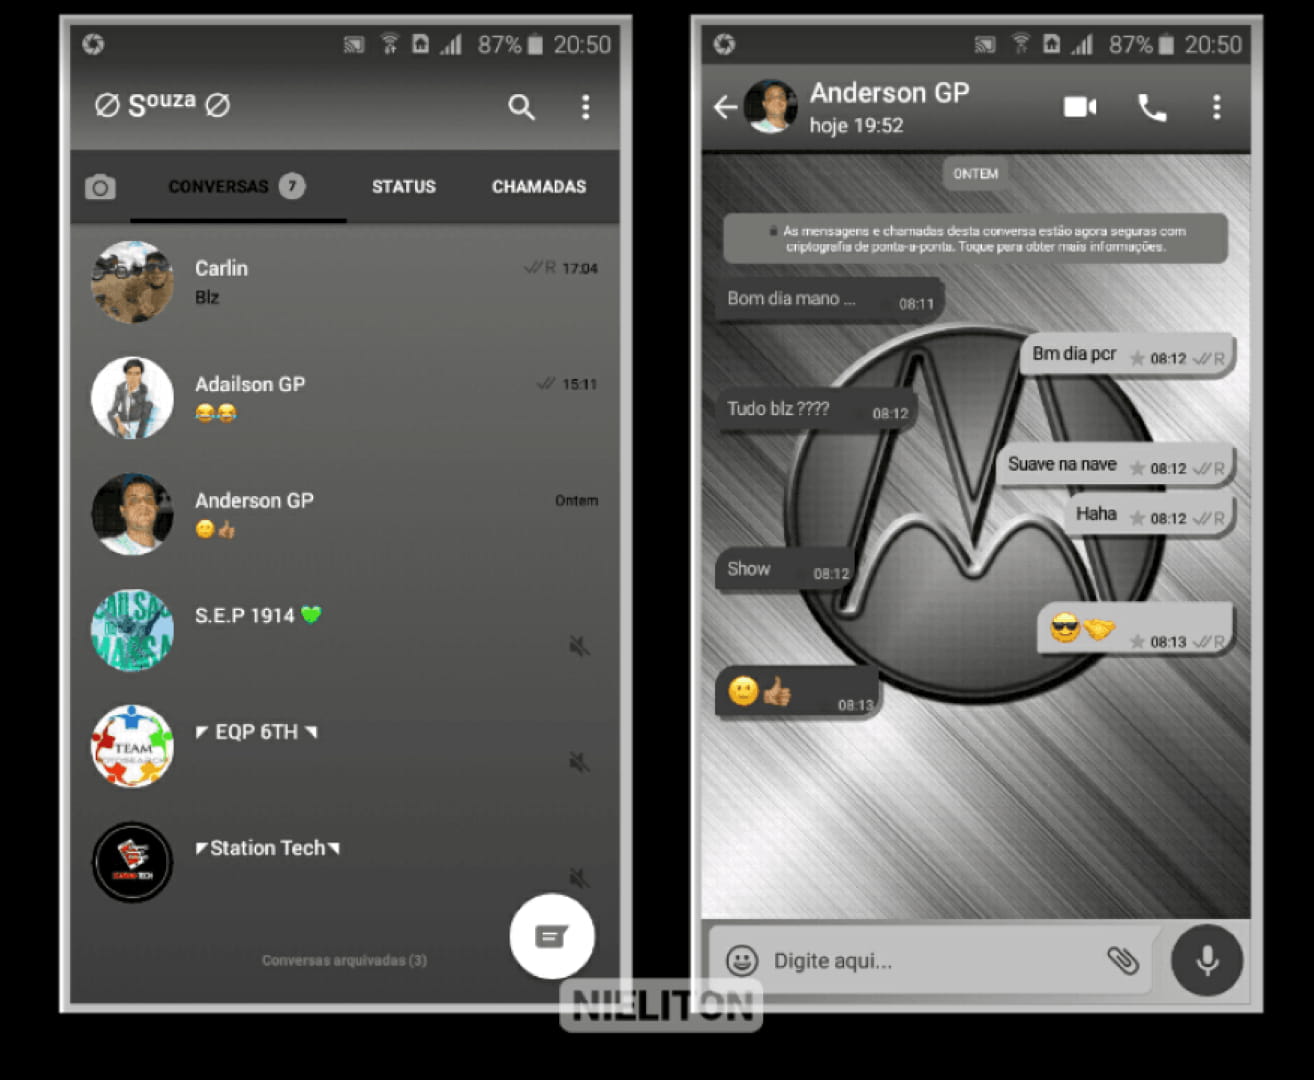 87% 20:50
Ø Souza Ø
CONVERSAS 7 STATUS CHAMADAS
Carlin
R 17:04
Blz
Adailson GP
15:11
😂😂
Anderson GP
Ontem
🙂👍🏽
S.E.P 1914 💚
◤ EQP 6TH ◥
TEAM
◤Station Tech◥
Conversas arquivadas (3)
87% 20:50
Anderson GP
hoje 19:52
ONTEM
As mensagens e chamadas desta conversa estão agora seguras com
criptografia de ponta-a-ponta. Toque para obter mais informações.
Bom dia mano ... 08:11
Bm dia pcr 08:12 R
Tudo blz ???? 08:12
Suave na nave 08:12 R
Haha 08:12 R
Show 08:12
😎🤝 08:13 R
🙂👍🏽 08:13
Digite aqui...
NIELITON